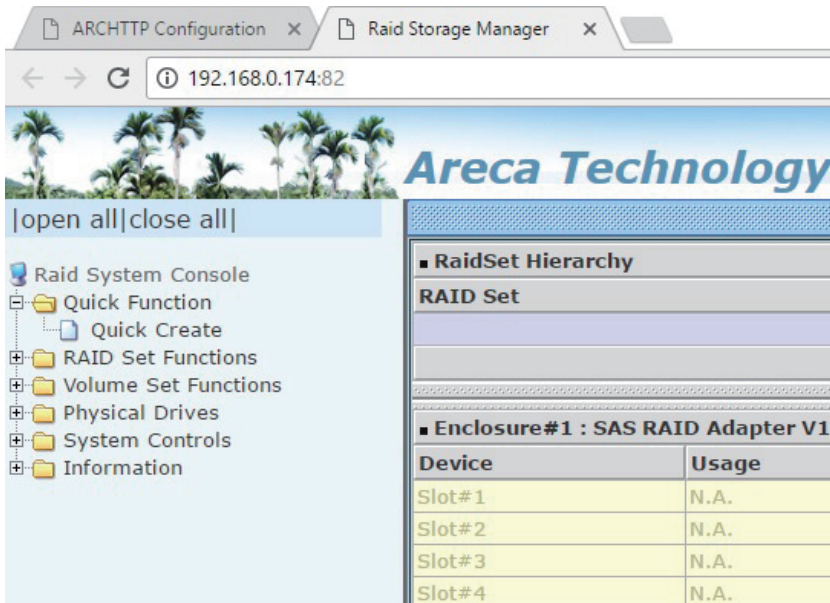 ARCHTTP Configuration
Raid Storage Manager
192.168.0.174:82
Areca Technology
|open all|close all|
Raid System Console
Quick Function
Quick Create
RAID Set Functions
Volume Set Functions
Physical Drives
System Controls
Information
RaidSet Hierarchy
RAID Set
Enclosure#1 : SAS RAID Adapter V1
Device Usage
Slot#1 N.A.
Slot#2 N.A.
Slot#3 N.A.
Slot#4 N.A.